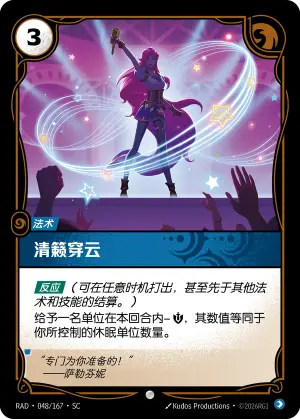 3
法术
清籁穿云
反应（可在任意时机打出，甚至先于其他法
术和技能的结算。）
给予一名单位在本回合内-，其数值等同于
你所控制的休眠单位数量。
"专门为你准备的！"
——萨勒芬妮
RAD • 048/167 • SC
Kudos Productions • ©2026RGI